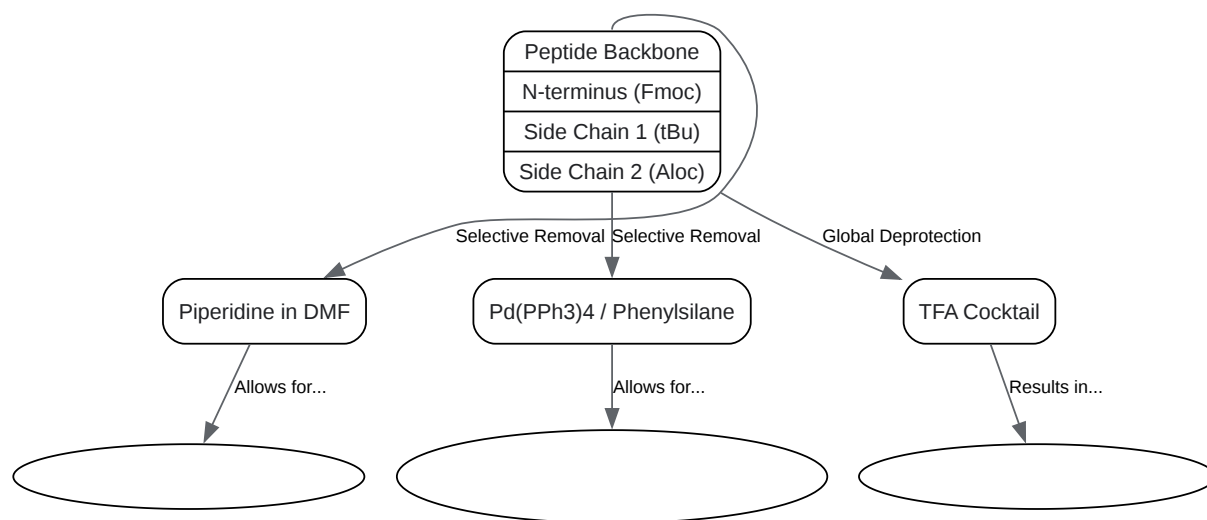 Peptide Backbone
N-terminus (Fmoc)
Side Chain 1 (tBu)
Side Chain 2 (Aloc)
Selective Removal
Selective Removal
Global Deprotection
Piperidine in DMF
Pd(PPh3)4 / Phenylsilane
TFA Cocktail
Allows for...
Allows for...
Results in...